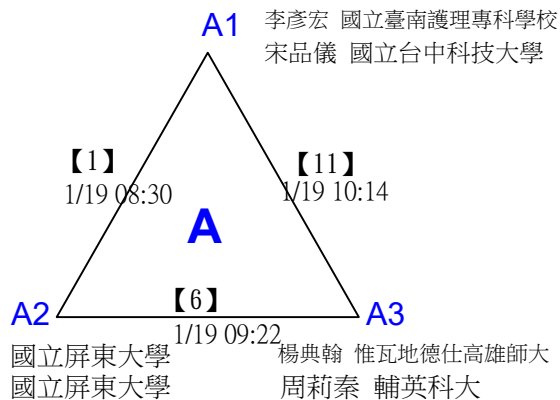 A1
李彥宏 國立臺南護理專科學校
宋品儀 國立台中科技大學
【1】
1/19 08:30
【11】
1/19 10:14
A
A2
【6】
1/19 09:22
A3
國立屏東大學
國立屏東大學
楊典翰 惟瓦地德仕高雄師大
周莉秦 輔英科大